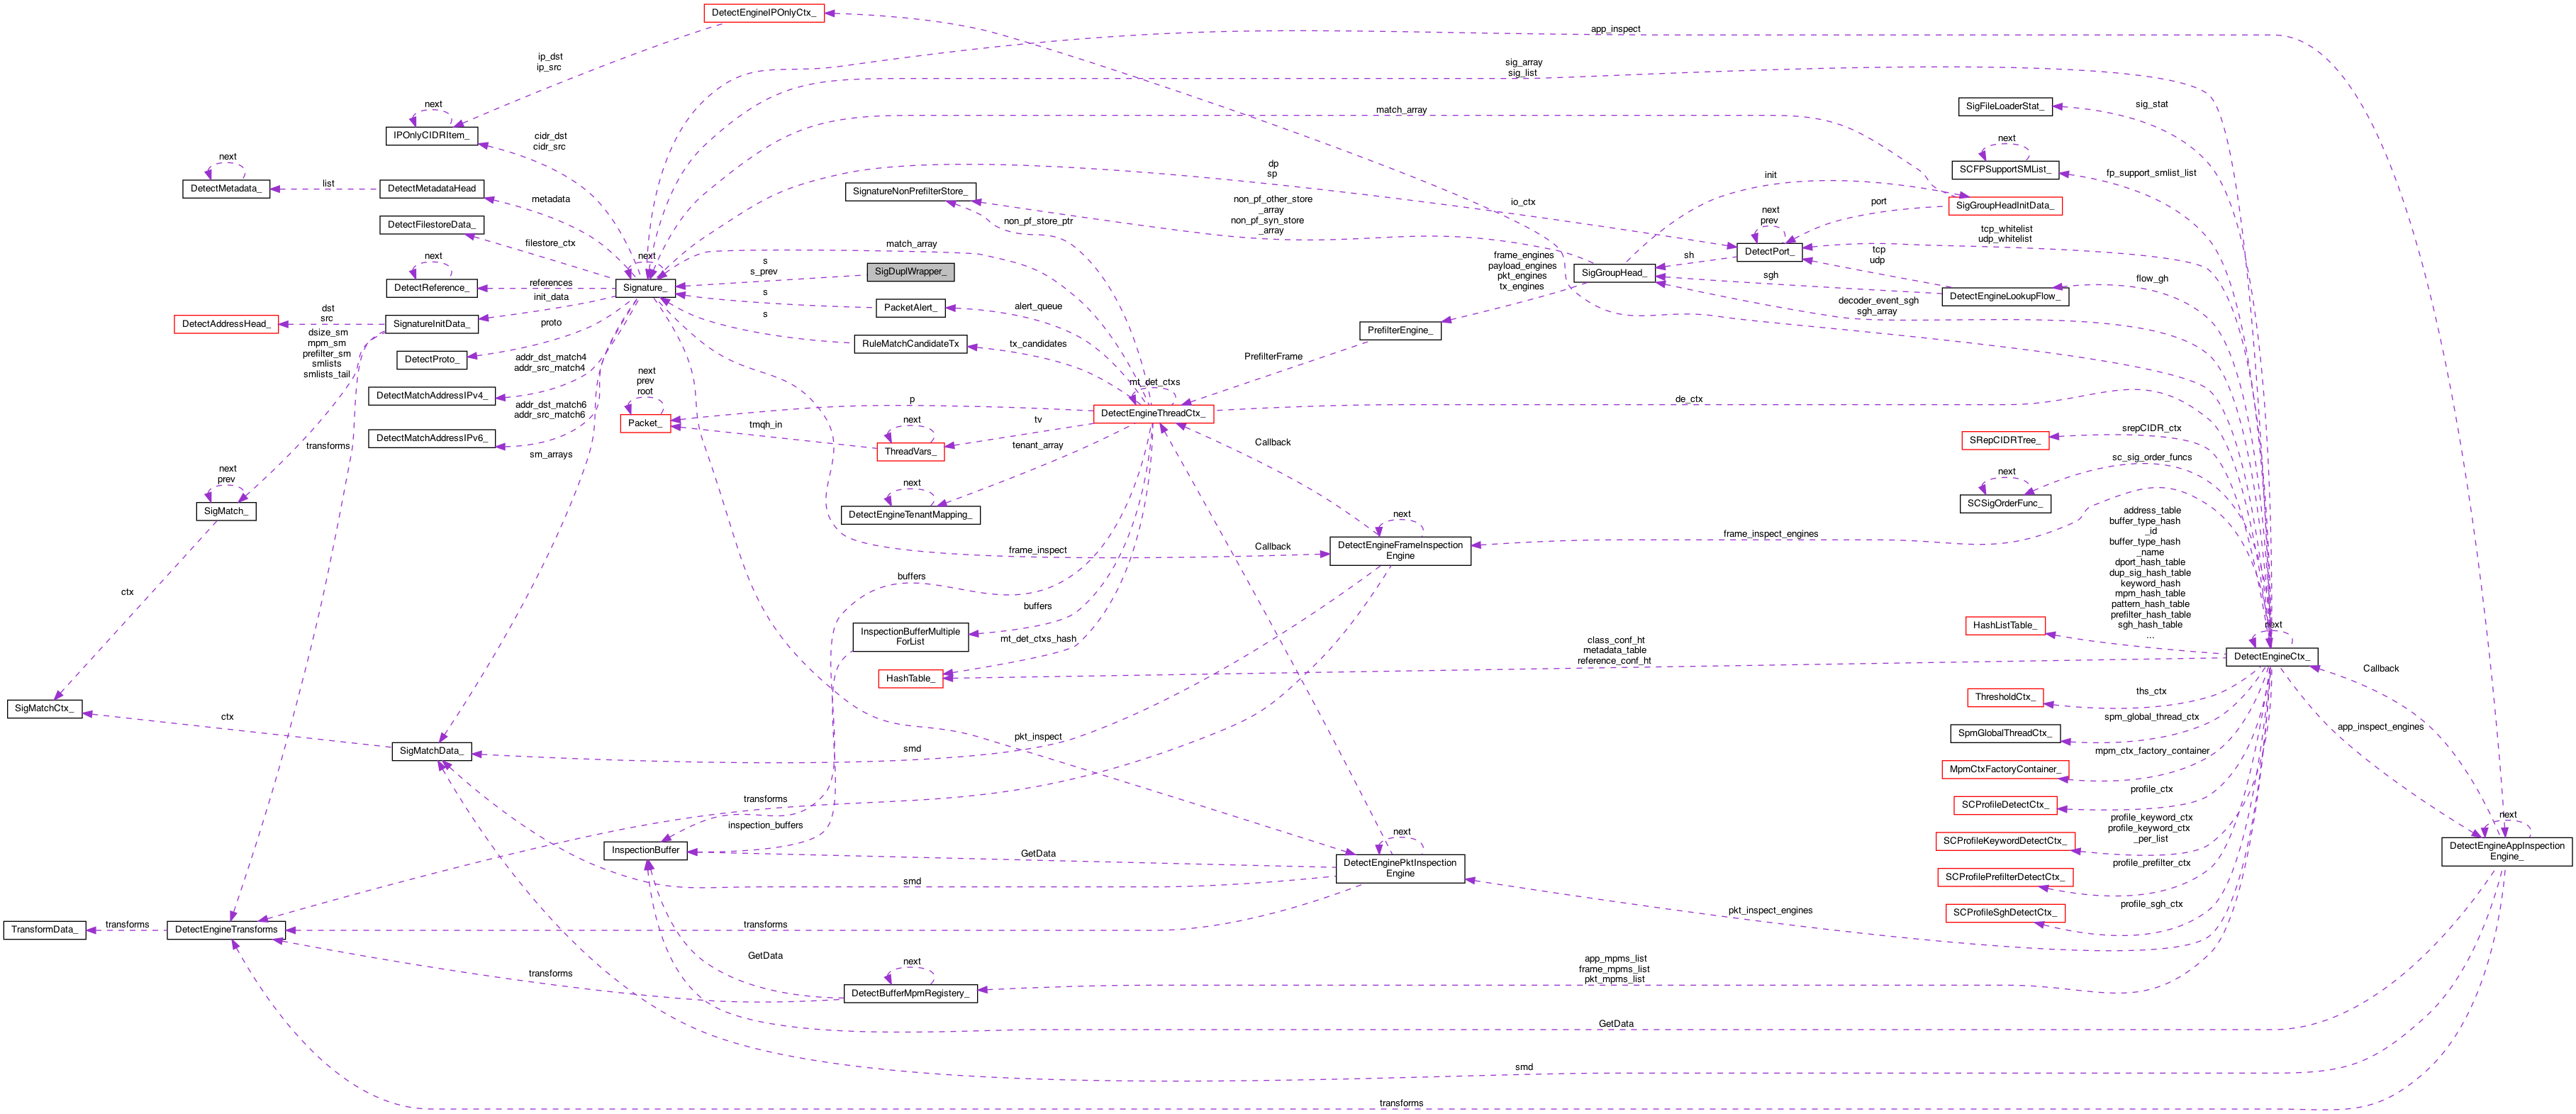 DetectEngineIPOnlyCtx_
app_inspect
ip_dst
ip_src
sig_array
sig_list
next
IPOnlyCIDRItem_
match_array
SigFileLoaderStat_
sig_stat
cidr_dst
cidr_src
next
SCFPSupportSMList_
fp_support_smlist_list
next
DetectMetadata_
list
DetectMetadataHead
metadata
SignatureNonPrefilterStore_
dp
sp
init
SigGroupHeadInitData_
port
io_ctx
non_pf_other_store
_array
non_pf_syn_store
_array
non_pf_store_ptr
DetectFilestoreData_
filestore_ctx
next
prev
DetectPort_
tcp_whitelist
udp_whitelist
tcp
udp
match_array
next
DetectReference_
references
next
Signature_
s
s_prev
SigDuplWrapper_
frame_engines
payload_engines
pkt_engines
tx_engines
SigGroupHead_
sh
sgh
DetectEngineLookupFlow_
flow_gh
decoder_event_sgh
sgh_array
init_data
s
PacketAlert_
alert_queue
DetectAddressHead_
dst
src
SignatureInitData_
proto
s
RuleMatchCandidateTx
tx_candidates
PrefilterEngine_
PrefilterFrame
dsize_sm
mpm_sm
prefilter_sm
smlists
smlists_tail
DetectProto_
addr_dst_match4
addr_src_match4
DetectMatchAddressIPv4_
addr_dst_match6
addr_src_match6
DetectMatchAddressIPv6_
next
prev
root
Packet_
p
mt_det_ctxs
DetectEngineThreadCtx_
de_ctx
tmqh_in
next
ThreadVars_
tv
tenant_array
Callback
SRepCIDRTree_
srepCIDR_ctx
transforms
sm_arrays
next
prev
SigMatch_
next
DetectEngineTenantMapping_
next
SCSigOrderFunc_
sc_sig_order_funcs
next
DetectEngineFrameInspection
Engine
frame_inspect
frame_inspect_engines
Callback
address_table
buffer_type_hash
_id
buffer_type_hash
_name
dport_hash_table
dup_sig_hash_table
keyword_hash
mpm_hash_table
pattern_hash_table
prefilter_hash_table
sgh_hash_table
...
ctx
buffers
buffers
InspectionBufferMultiple
ForList
mt_det_ctxs_hash
HashTable_
class_conf_ht
metadata_table
reference_conf_ht
HashListTable_
next
DetectEngineCtx_
Callback
SigMatchCtx_
ctx
SigMatchData_
smd
pkt_inspect
ThresholdCtx_
ths_ctx
SpmGlobalThreadCtx_
spm_global_thread_ctx
app_inspect_engines
MpmCtxFactoryContainer_
mpm_ctx_factory_container
SCProfileDetectCtx_
profile_ctx
transforms
inspection_buffers
InspectionBuffer
GetData
next
DetectEnginePktInspection
Engine
SCProfileKeywordDetectCtx_
profile_keyword_ctx
profile_keyword_ctx
_per_list
next
DetectEngineAppInspection
Engine_
SCProfilePrefilterDetectCtx_
profile_prefilter_ctx
smd
SCProfileSghDetectCtx_
profile_sgh_ctx
pkt_inspect_engines
TransformData_
transforms
DetectEngineTransforms
transforms
GetData
transforms
next
DetectBufferMpmRegistery_
app_mpms_list
frame_mpms_list
pkt_mpms_list
GetData
smd
transforms